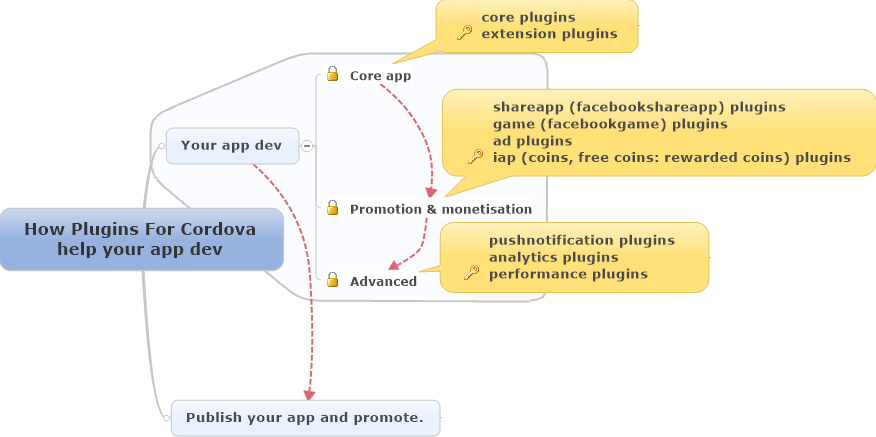 core plugins
extension plugins
Core app
shareapp (facebookshareapp) plugins
game (facebookgame) plugins
ad plugins
iap (coins, free coins: rewarded coins) plugins
Your app dev
Promotion & monetisation
How Plugins For Cordova
help your app dev
pushnotification plugins
analytics plugins
performance plugins
Advanced
Publish your app and promote.